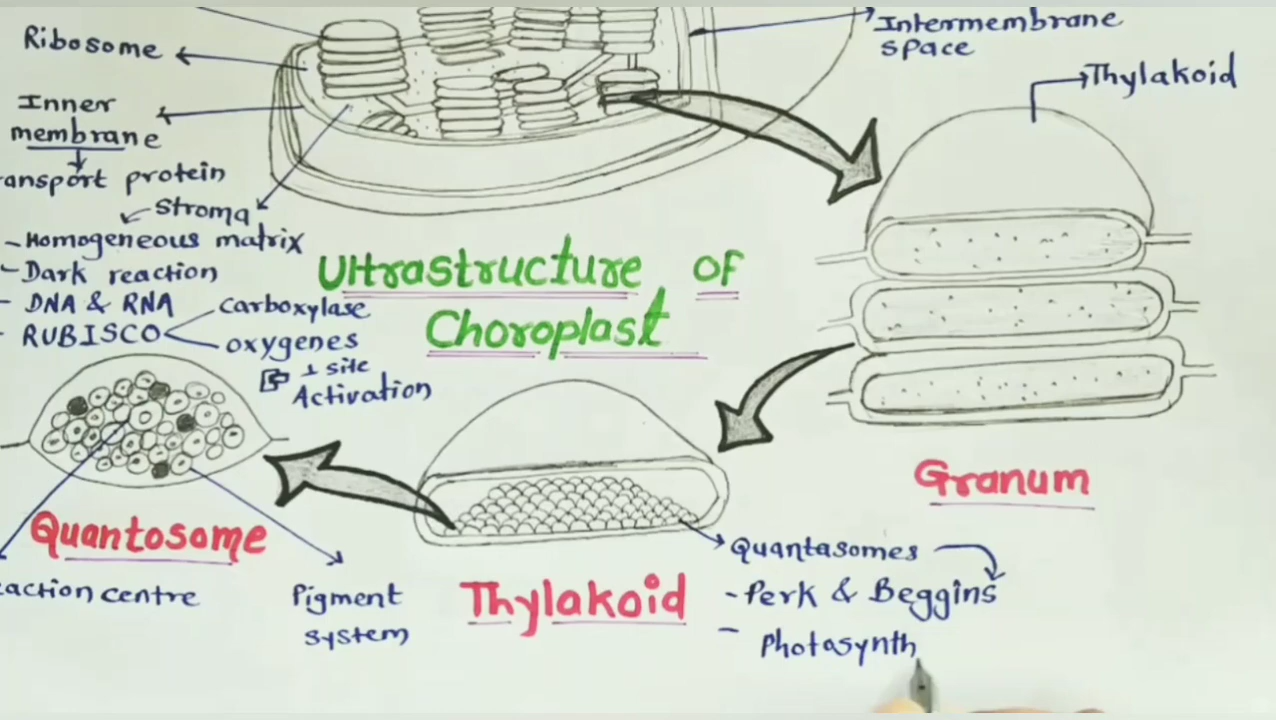 Ribosome
Inner
membrane
ansport protein
Stroma
- Homogeneous matrix
- Dark reaction
- DNA & RNA
- RUBISCO
carboxylase
oxygenes
1 site
Activation
Intermembrane
space
Thylakoid
Ultrastructure of
Choroplast
Granum
Quantosome
eaction centre
Pigment
system
Thylakoid
Quantasomes
- Perk & Beggins
- Photosynth